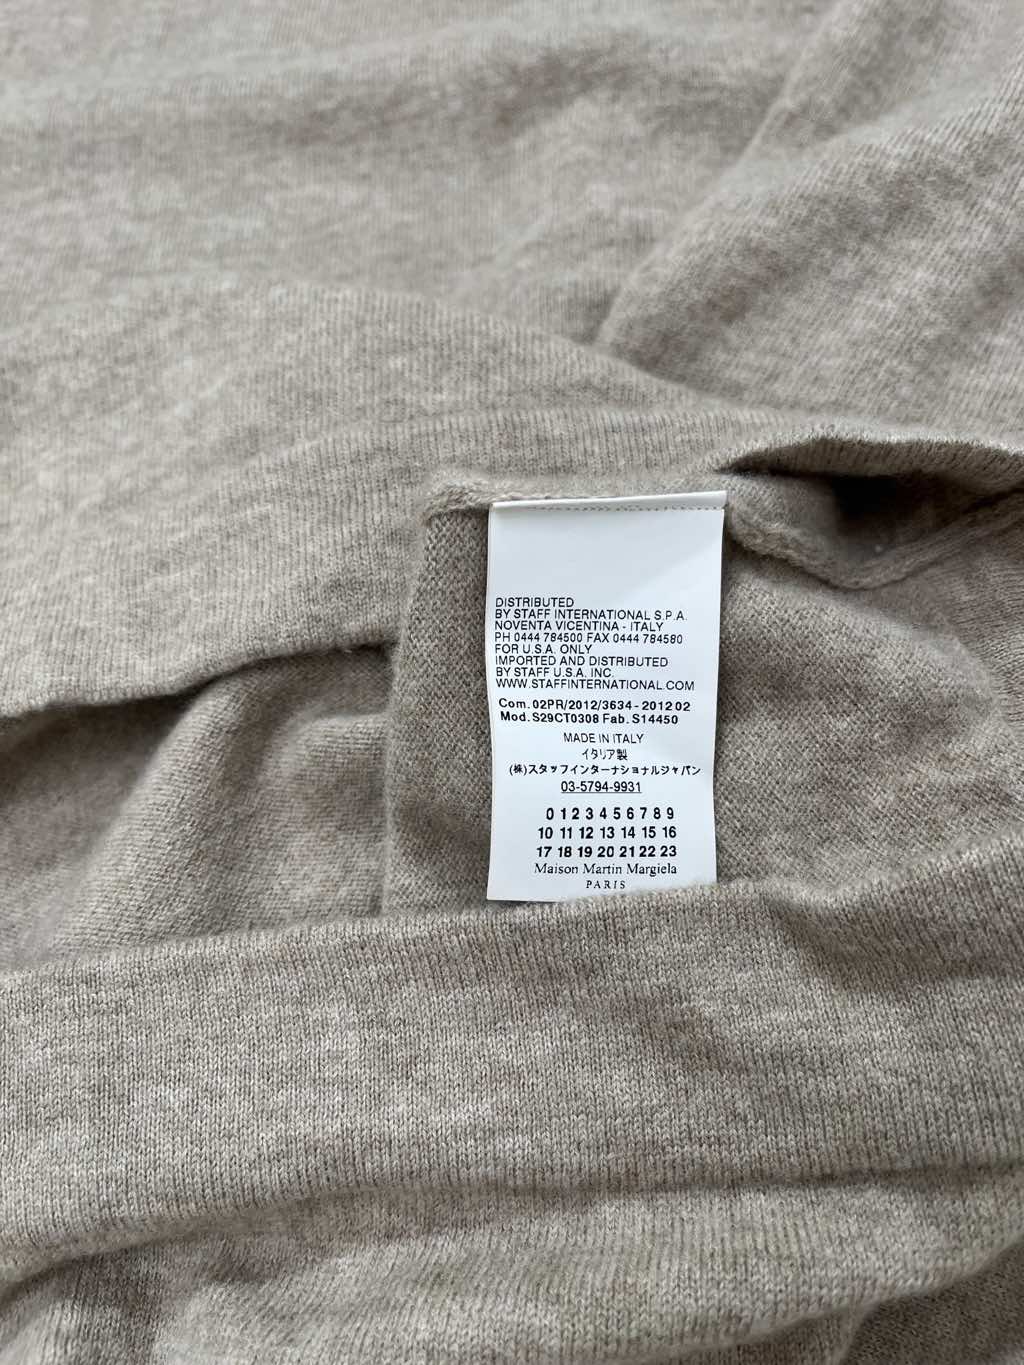 DISTRIBUTED
BY STAFF INTERNATIONAL S.P.A.
NOVENTA VICENTINA - ITALY
PH 0444 784500 FAX 0444 784580
FOR U.S.A. ONLY
IMPORTED AND DISTRIBUTED
BY STAFF U.S.A. INC.
WWW.STAFFINTERNATIONAL.COM
Com. 02PR/2012/3634 - 2012 02
Mod. S29CT0308 Fab. S14450
MADE IN ITALY
イタリア製
(株)スタッフインターナショナルジャパン
03-5794-9931
0 1 2 3 4 5 6 7 8 9
10 11 12 13 14 15 16
17 18 19 20 21 22 23
Maison Martin Margiela
PARIS